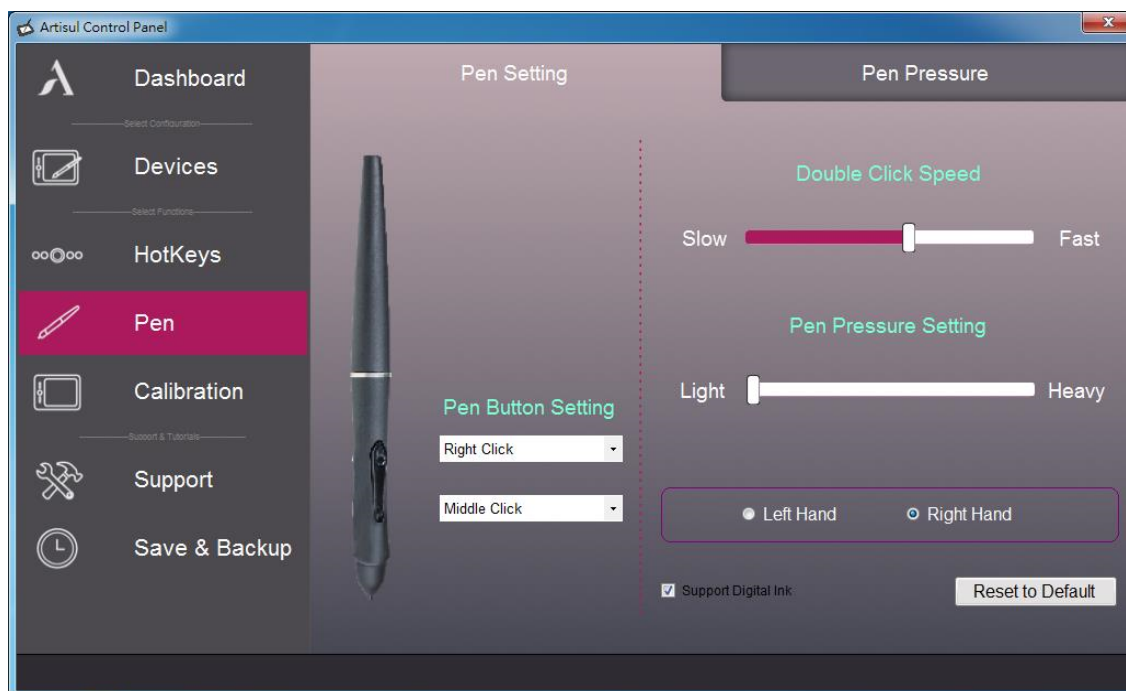 Artisul Control Panel
Dashboard
Select Configuration
Devices
Select Functions
HotKeys
Pen
Calibration
Support & Tutorials
Support
Save & Backup
Pen Setting
Pen Pressure
Pen Button Setting
Right Click
Middle Click
Double Click Speed
Slow Fast
Pen Pressure Setting
Light Heavy
Left Hand Right Hand
Support Digital Ink
Reset to Default